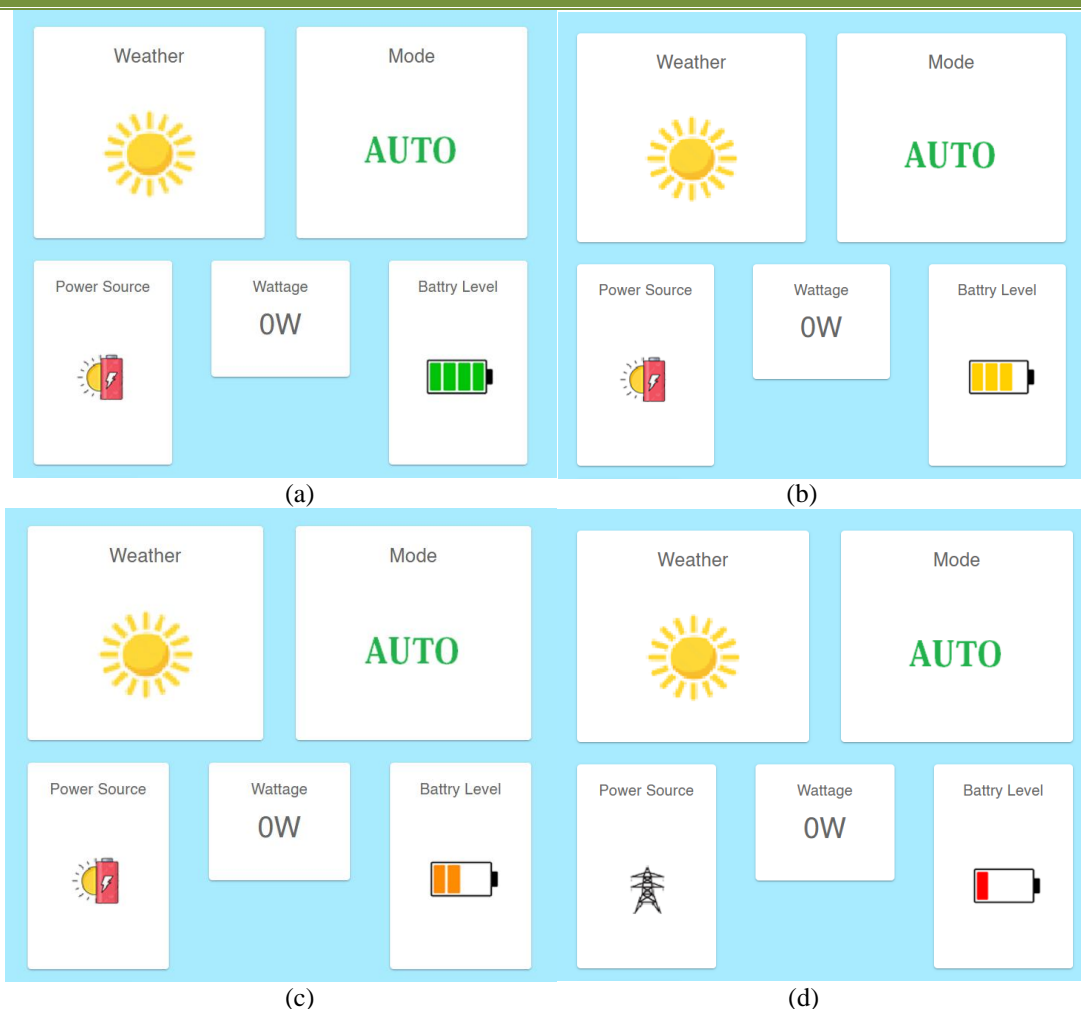 Weather Mode
AUTO
Power Source Wattage Battry Level
0W
(a)
Weather Mode
AUTO
Power Source Wattage Battry Level
0W
(b)
Weather Mode
AUTO
Power Source Wattage Battry Level
0W
(c)
Weather Mode
AUTO
Power Source Wattage Battry Level
0W
(d)